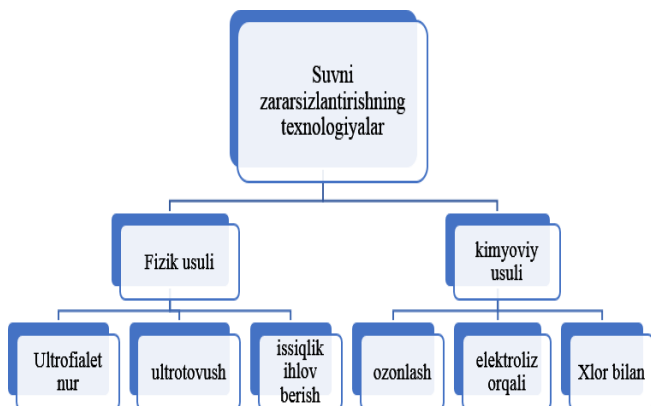 Suvni
zararsizlantirishning
texnologiyalar
Fizik usuli
kimyoviy
usuli
Ultrofialet
nur
ultrotovush
issiqlik
ihlov
berish
ozonlash
elektroliz
orqali
Xlor bilan